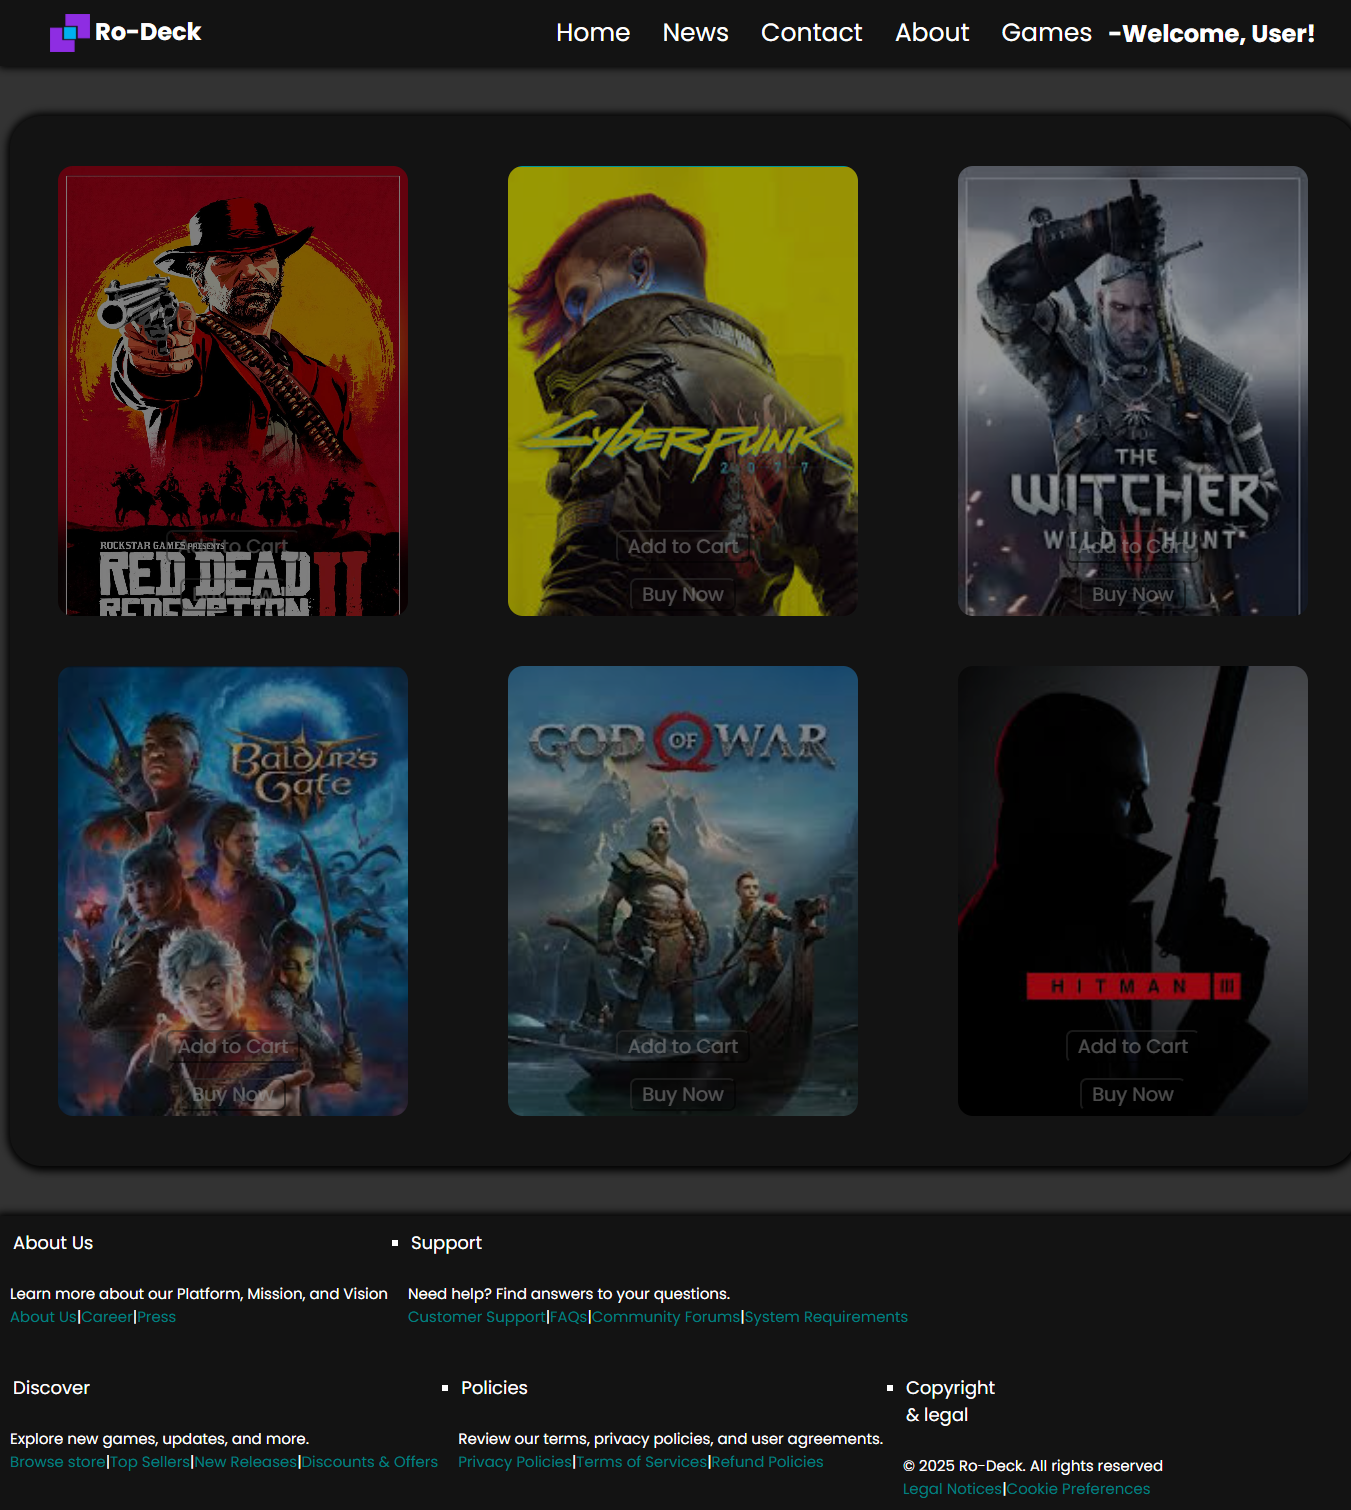 Ro-Deck
Home News Contact About Games -Welcome, User!
ROCKSTAR GAMES PRESENTS
RED DEAD
REDEMPTION II
Add to Cart
Cyberpunk
2077
Add to Cart
Buy Now
THE
WITCHER
WILD HUNT
Add to Cart
Buy Now
BALDUR'S
GATE
Add to Cart
Buy Now
GOD OF WAR
Add to Cart
Buy Now
HITMAN III
Add to Cart
Buy Now
About Us
Learn more about our Platform, Mission, and Vision
About Us|Career|Press
▪ Support
Need help? Find answers to your questions.
Customer Support|FAQs|Community Forums|System Requirements
Discover
Explore new games, updates, and more.
Browse store|Top Sellers|New Releases|Discounts & Offers
▪ Policies
Review our terms, privacy policies, and user agreements.
Privacy Policies|Terms of Services|Refund Policies
▪ Copyright
& legal
© 2025 Ro-Deck. All rights reserved
Legal Notices|Cookie Preferences